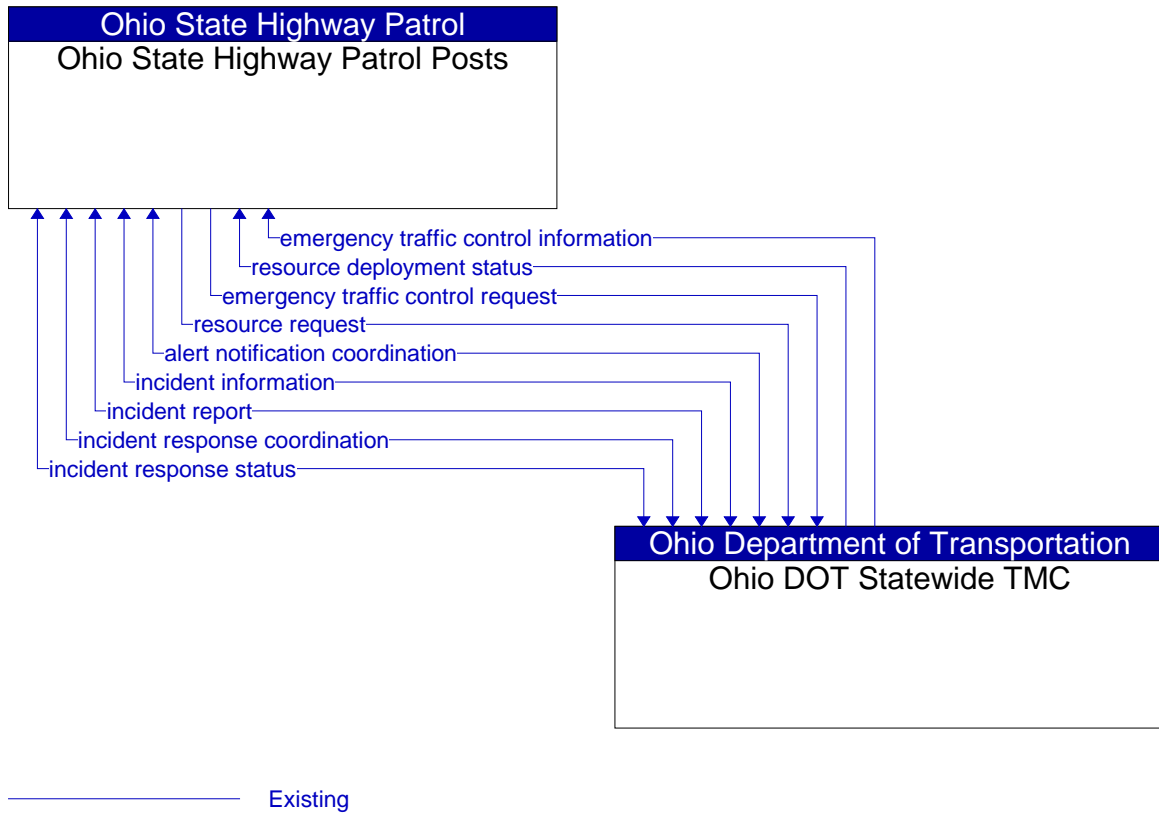 Ohio State Highway Patrol
Ohio State Highway Patrol Posts
emergency traffic control information
resource deployment status
emergency traffic control request
resource request
alert notification coordination
incident information
incident report
incident response coordination
incident response status
Ohio Department of Transportation
Ohio DOT Statewide TMC
Existing